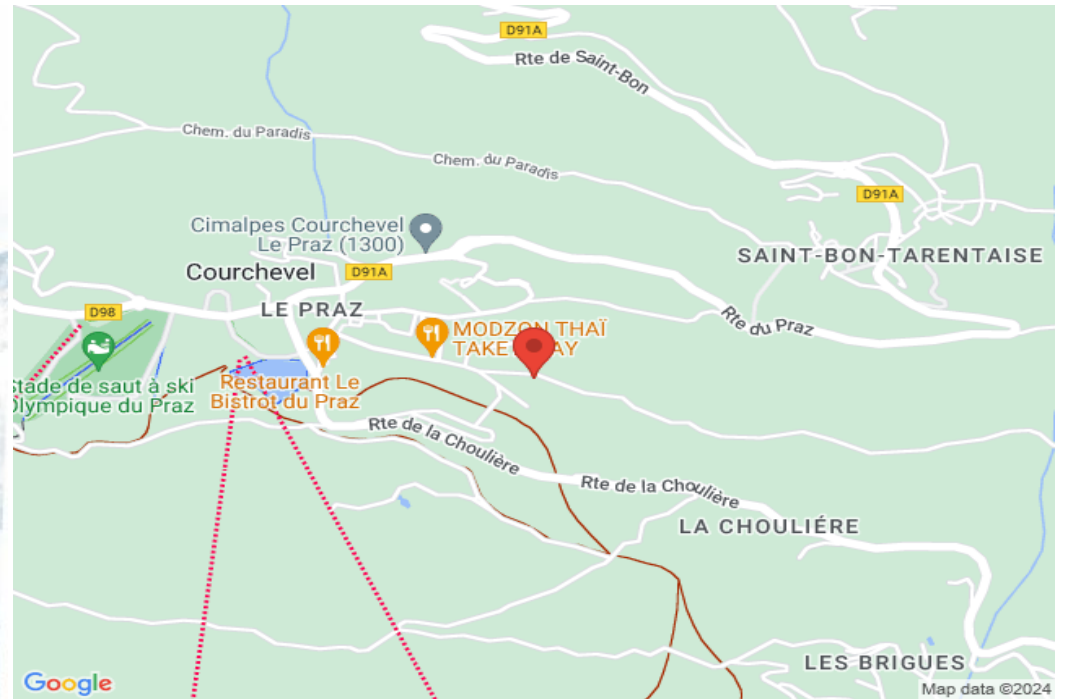 D91A
Rte de Saint-Bon
Chem. du Paradis
Chem. du Paradis
D91A
Cimalpes Courchevel
Le Praz (1300)
SAINT-BON-TARENTAISE
Courchevel
D91A
LE PRAZ
D98
Rte du Praz
MODZON THAÏ
TAKE AWAY
Stade de saut à ski
Olympique du Praz
Restaurant Le
Bistrot du Praz
Rte de la Choulière
Rte de la Choulière
LA CHOULIÉRE
LES BRIGUES
Google
Map data ©2024